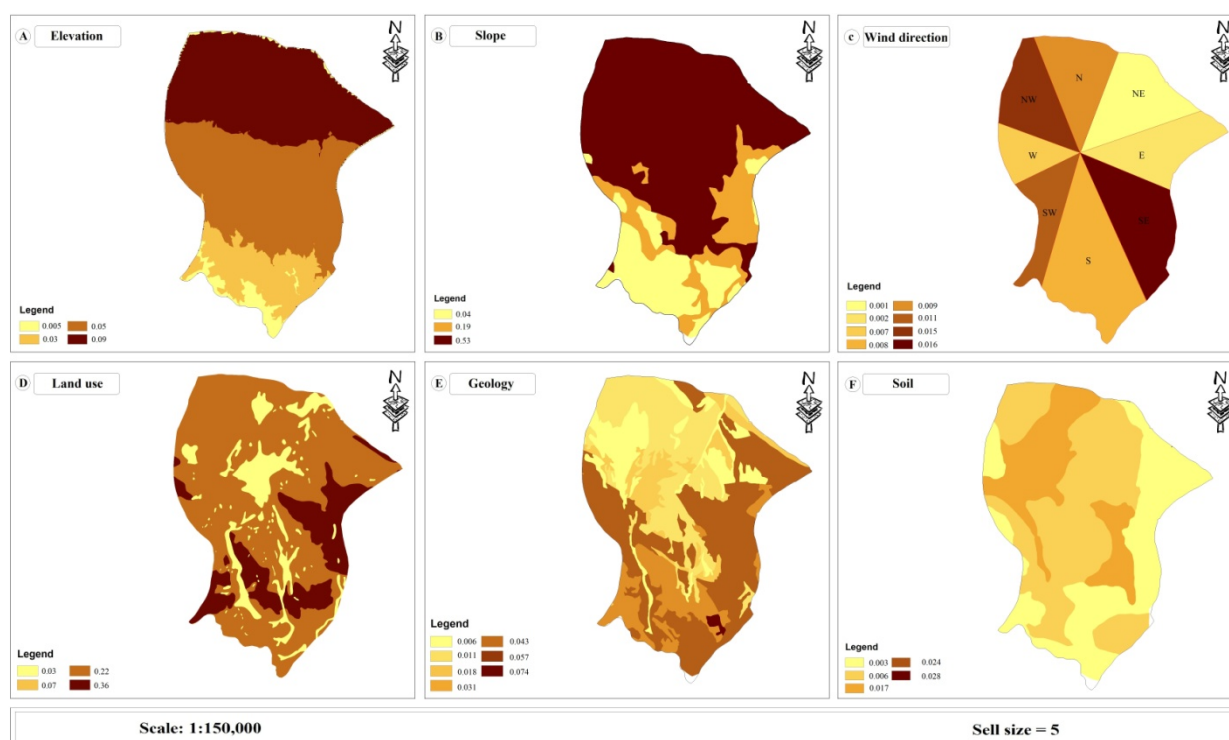 A Elevation
N
Legend
0.005 0.05
0.03 0.09
B Slope
N
Legend
0.04
0.19
0.53
c Wind direction
N
N
NE
NW
W
E
SW
SE
S
Legend
0.001 0.009
0.002 0.011
0.007 0.015
0.008 0.016
D Land use
N
Legend
0.03 0.22
0.07 0.36
E Geology
N
Legend
0.006 0.043
0.011 0.057
0.018 0.074
0.031
F Soil
N
Legend
0.003 0.024
0.006 0.028
0.017
Scale: 1:150,000
Sell size = 5